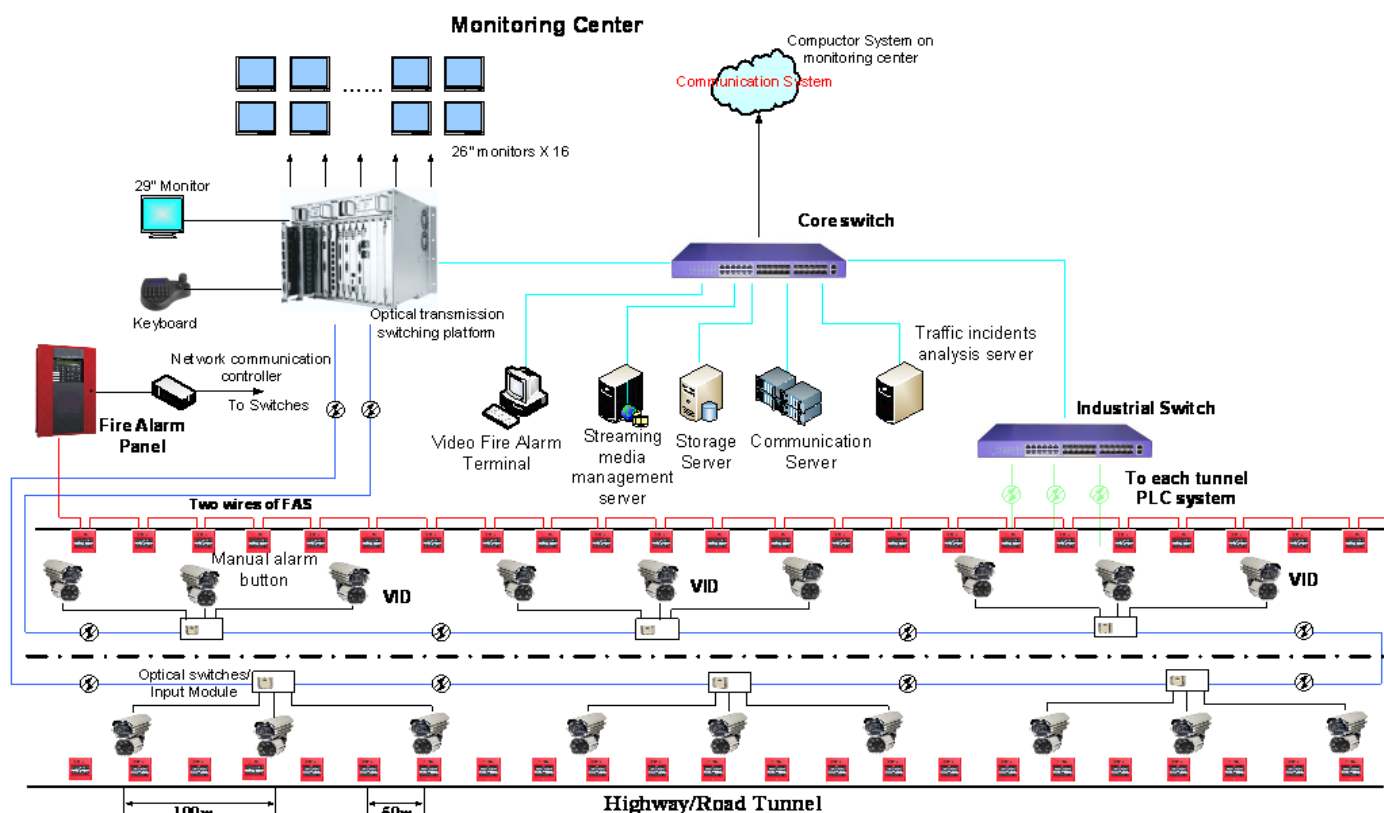 Monitoring Center
Compuctor System on
monitoring center
Communication System
......
26" monitors X 16
29" Monitor
Core switch
Keyboard
Optical transmission
switching platform
Network communication
controller
To Switches
Fire Alarm
Panel
Traffic incidents
analysis server
Video Fire Alarm
Terminal
Streaming
media
management
server
Storage
Server
Communication
Server
Industrial Switch
To each tunnel
PLC system
Two wires of FAS
Manual alarm
button
VID
VID
VID
Optical switches/
Input Module
100m
50m
Highway/Road Tunnel